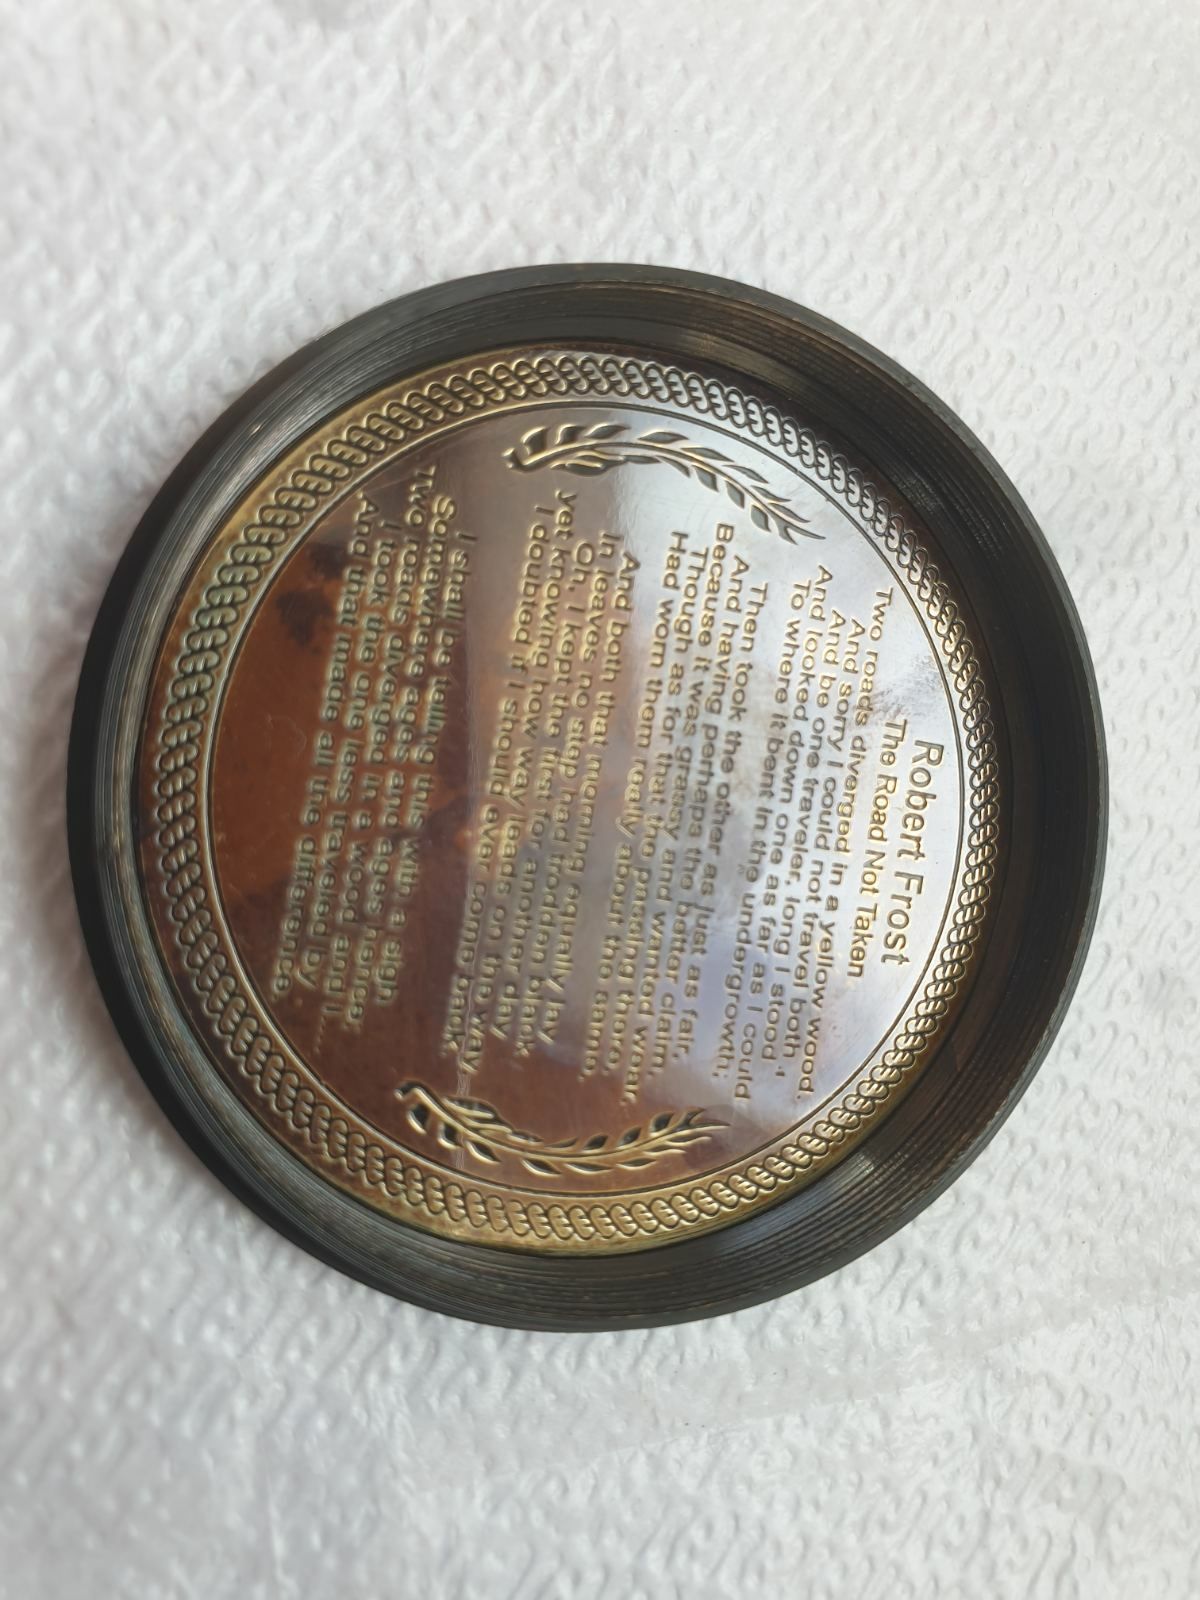 Robert Frost
The Road Not Taken
Two roads diverged in a yellow wood,
And sorry I could not travel both
And be one traveler, long I stood
And looked down one as far as I could
To where it bent in the undergrowth;
Then took the other as just as fair,
And having perhaps the better claim,
Because it was grassy and wanted wear,
Though as for that the passing there,
Had worn them really about the same,
And both that morning equally lay
In leaves no step had trodden black
Oh, I kept the first for another day
yet knowing how way leads on the way
I doubted if I should ever come back.
I shall be telling this with a sigh
Somewhere ages and ages hence,
Two roads diverged in a wood and I
I took the one less traveled by
And that made all the difference.